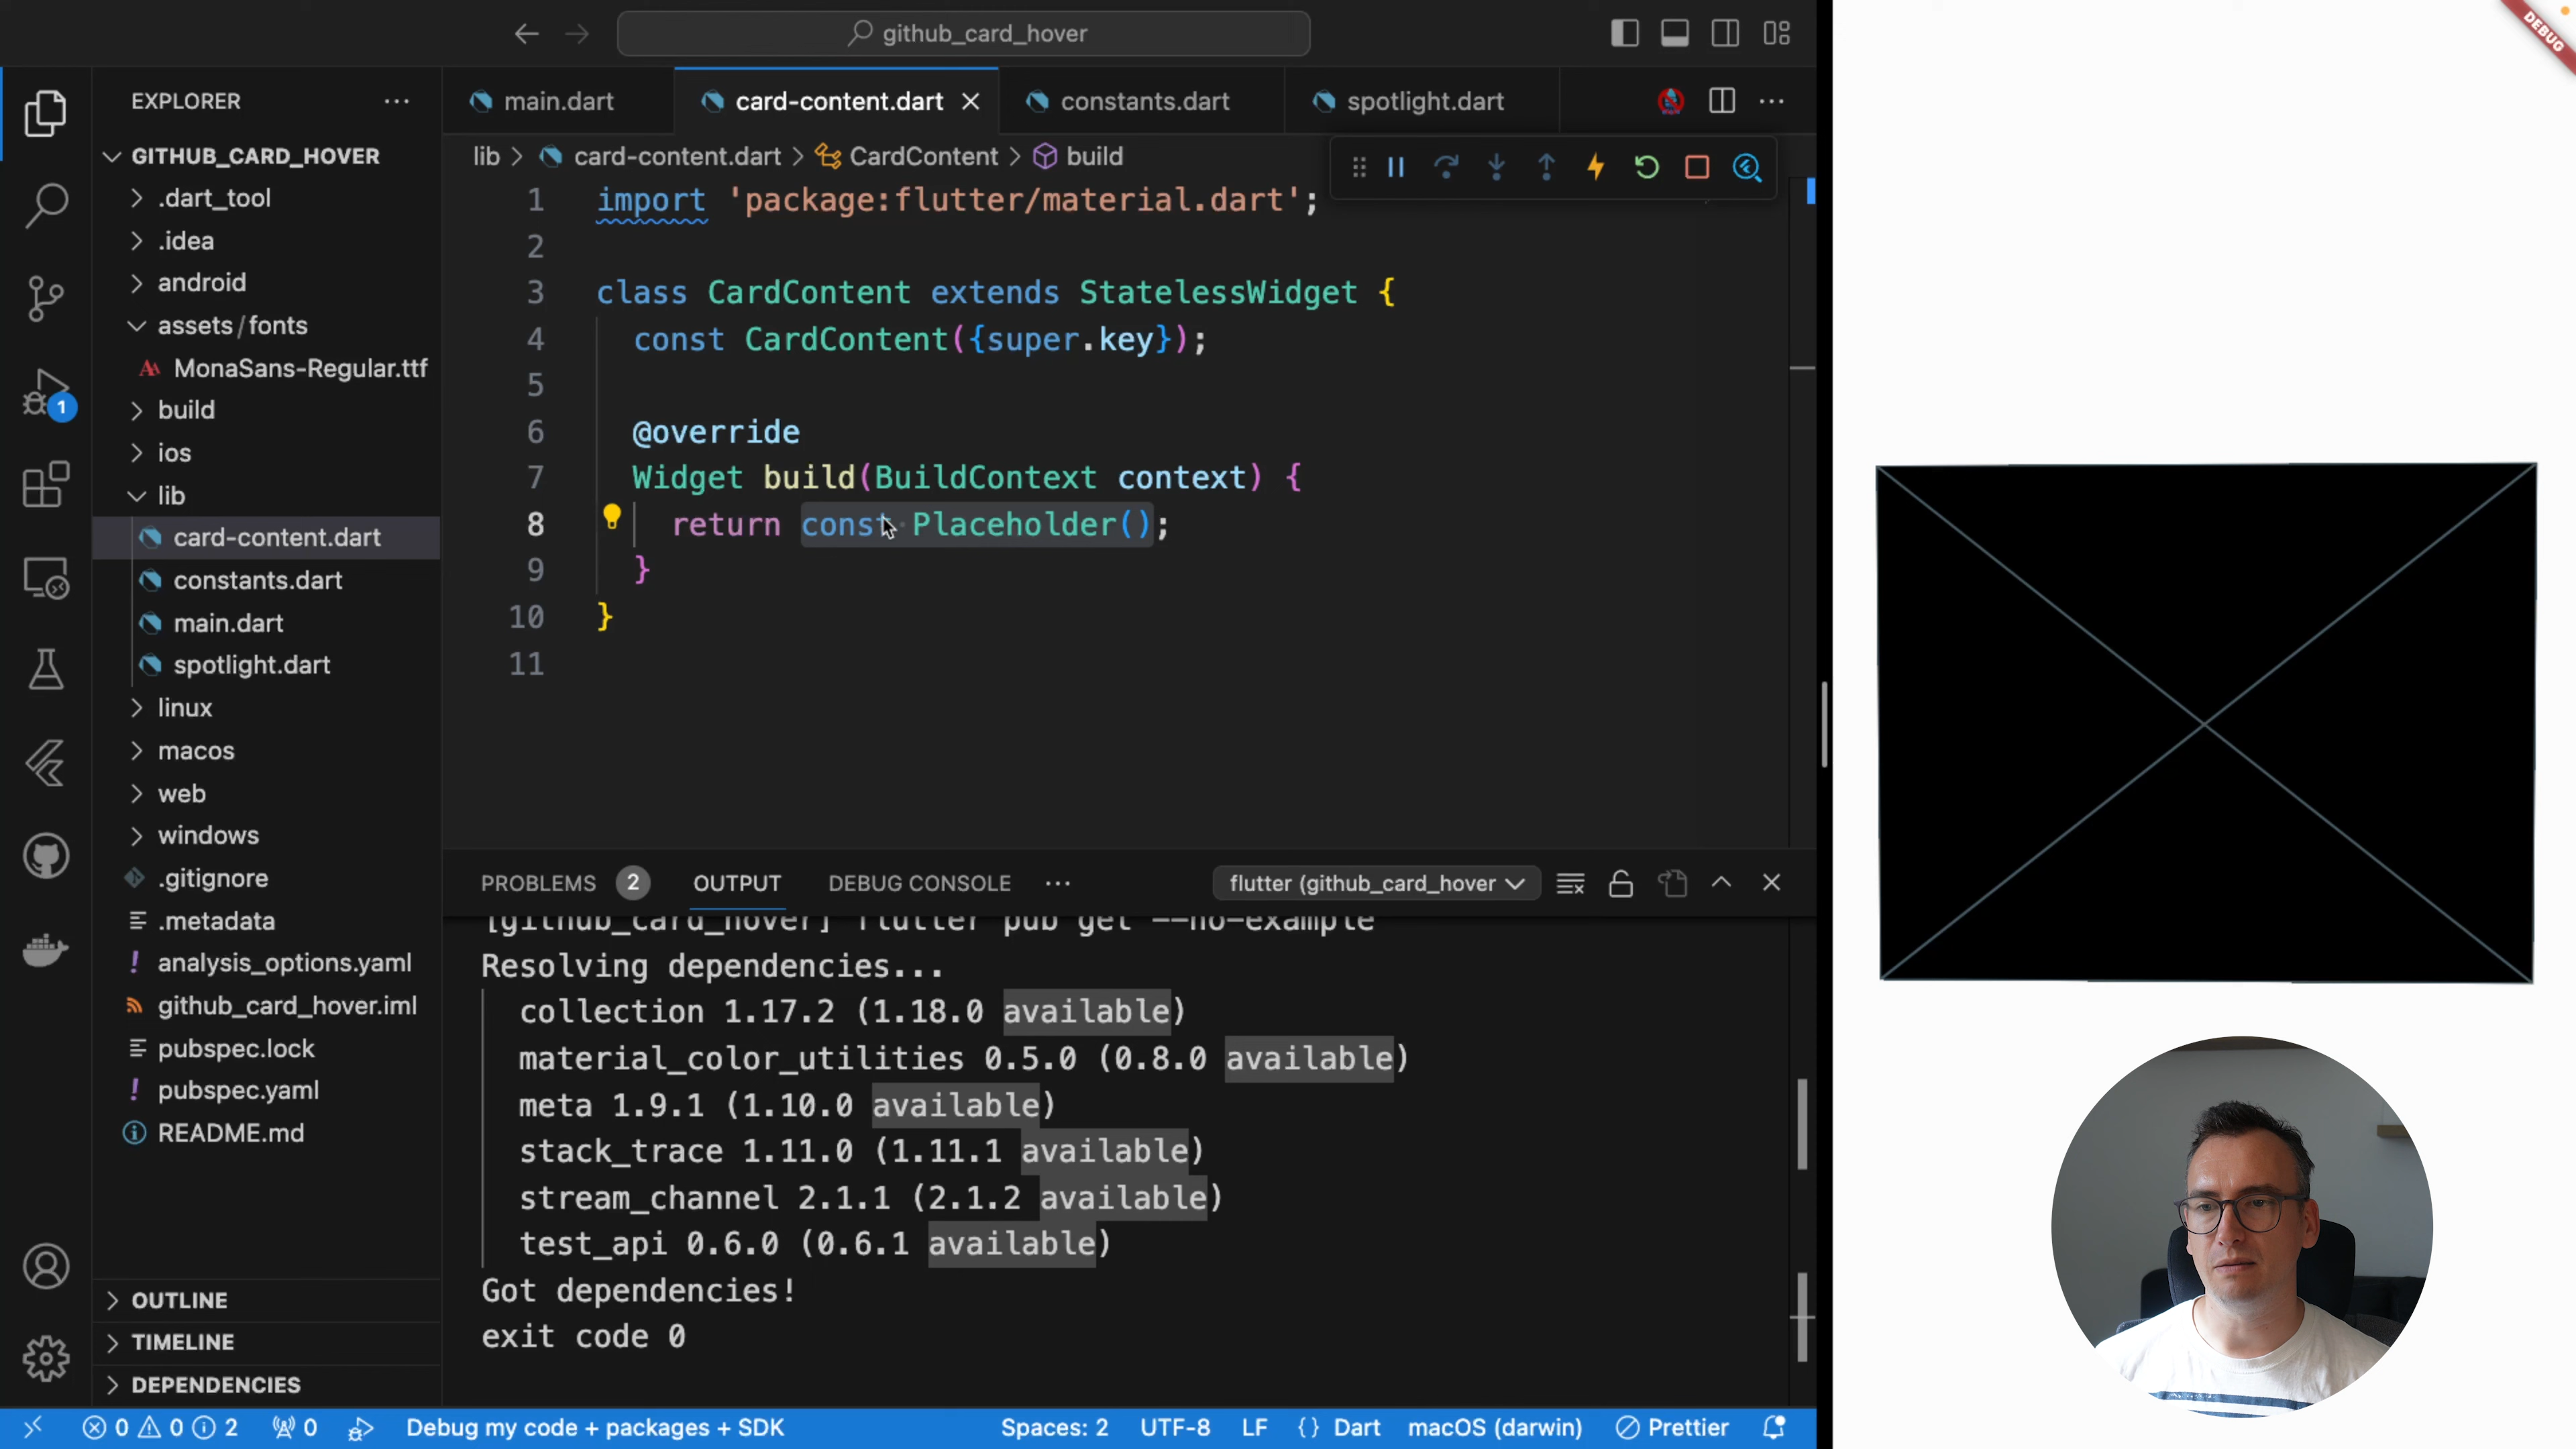 github_card_hover
EXPLORER
main.dart
card-content.dart
constants.dart
spotlight.dart
lib
card-content.dart
CardContent
build
GITHUB_CARD_HOVER
.dart_tool
.idea
android
assets/fonts
MonaSans-Regular.ttf
build
ios
lib
card-content.dart
constants.dart
main.dart
spotlight.dart
linux
macos
web
windows
.gitignore
.metadata
analysis_options.yaml
github_card_hover.iml
pubspec.lock
pubspec.yaml
README.md
OUTLINE
TIMELINE
DEPENDENCIES
1
1 import 'package:flutter/material.dart';
2
3 class CardContent extends StatelessWidget {
4 const CardContent({super.key});
5
6 @override
7 Widget build(BuildContext context) {
8 return const Placeholder();
9 }
10 }
11
PROBLEMS 2 OUTPUT DEBUG CONSOLE
flutter (github_card_hover
[github_card_hover] flutter pub get --no-example
Resolving dependencies...
collection 1.17.2 (1.18.0 available)
material_color_utilities 0.5.0 (0.8.0 available)
meta 1.9.1 (1.10.0 available)
stack_trace 1.11.0 (1.11.1 available)
stream_channel 2.1.1 (2.1.2 available)
test_api 0.6.0 (0.6.1 available)
Got dependencies!
exit code 0
0 0 2 0 Debug my code + packages + SDK Spaces: 2 UTF-8 LF {} Dart macOS (darwin) Prettier
DEBUG